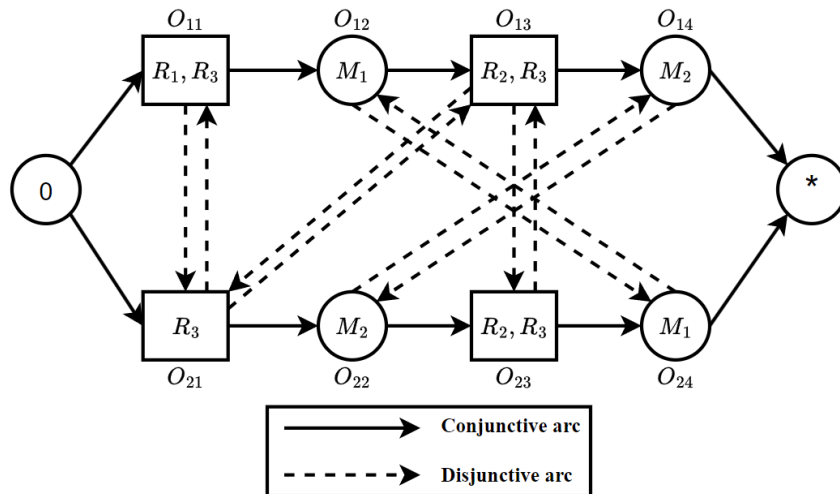 O₁₁ O₁₂ O₁₃ O₁₄
R₁, R₃ M₁ R₂, R₃ M₂
0 *
R₃ M₂ R₂, R₃ M₁
O₂₁ O₂₂ O₂₃ O₂₄
Conjunctive arc
Disjunctive arc